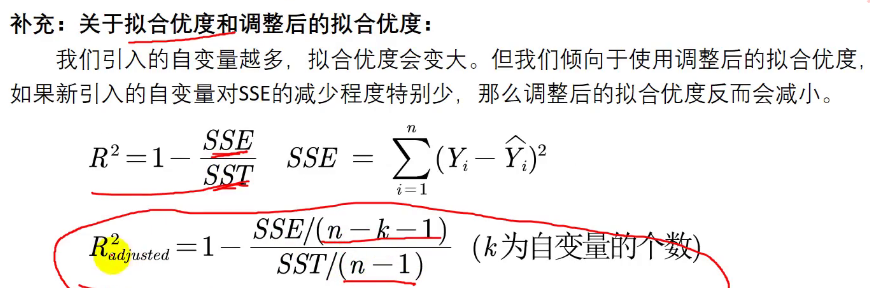 补充：关于拟合优度和调整后的拟合优度：
我们引入的自变量越多，拟合优度会变大。但我们倾向于使用调整后的拟合优度，
如果新引入的自变量对SSE的减少程度特别少，那么调整后的拟合优度反而会减小。
$R^2 = 1 - \frac{SSE}{SST}$ $SSE = \sum_{i=1}^{n}(Y_i - \widehat{Y}_i)^2$
$R^2_{adjusted} = 1 - \frac{SSE/(n-k-1)}{SST/(n-1)}$ (k为自变量的个数)